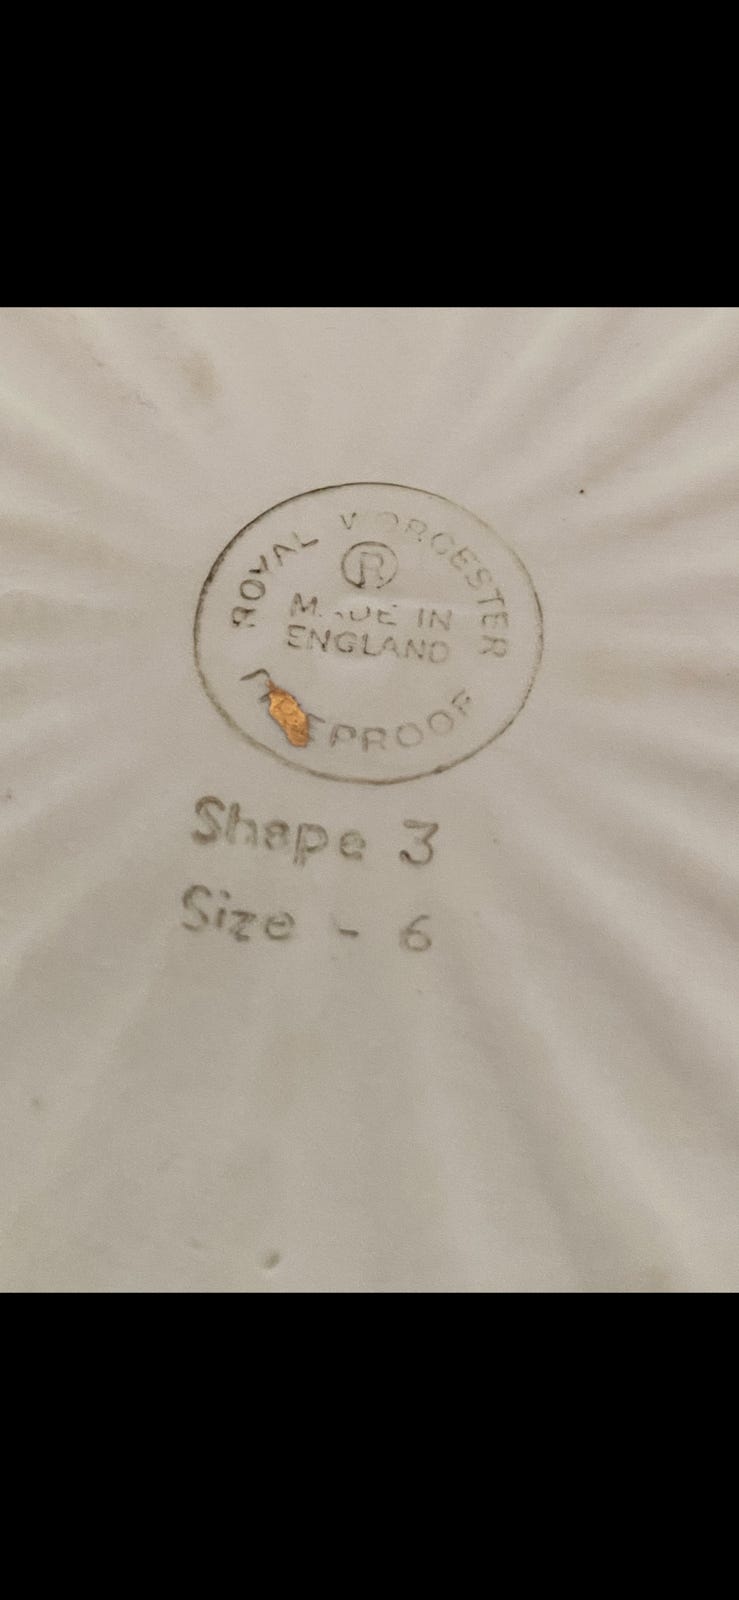 ROYAL WORCESTER
R
MADE IN
ENGLAND
FIREPROOF
Shape 3
Size - 6